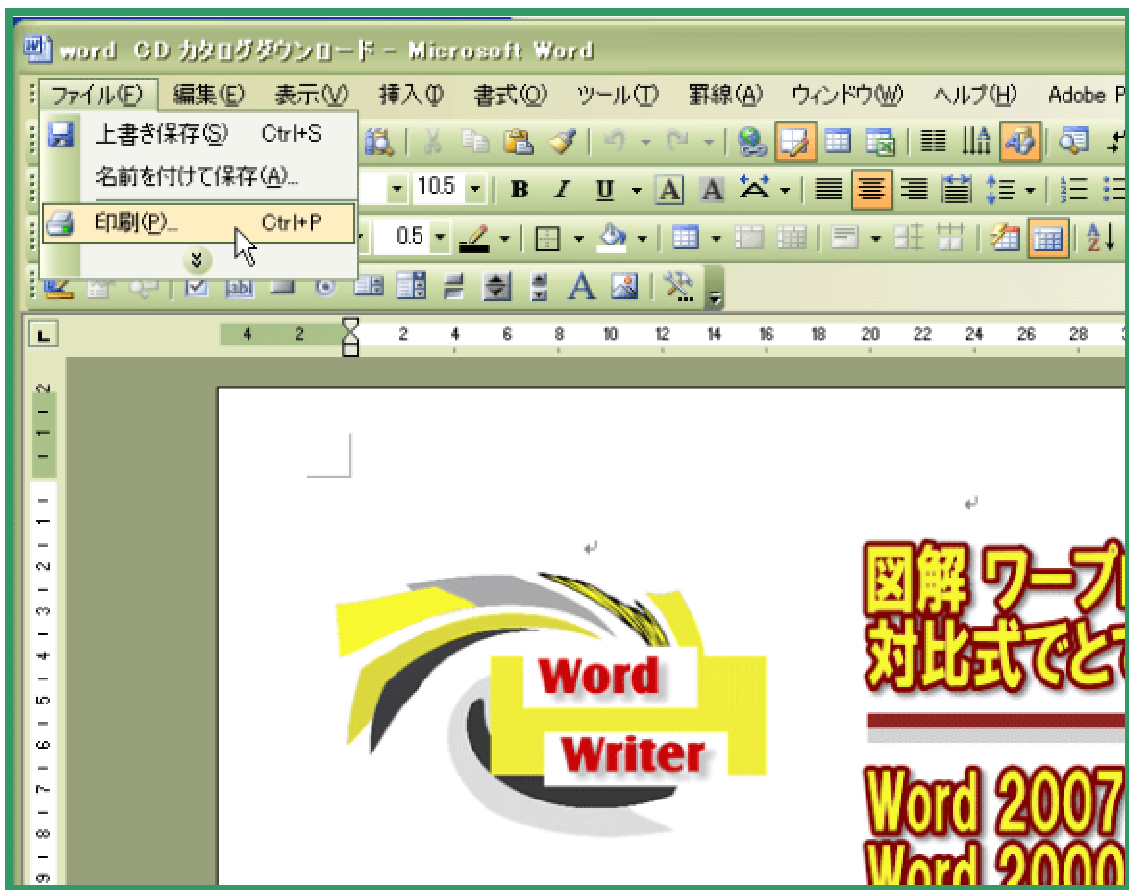 word CD カタログダウンロード - Microsoft Word
ファイル(F) 編集(E) 表示(V) 挿入(I) 書式(O) ツール(T) 罫線(A) ウィンドウ(W) ヘルプ(H) Adobe P
上書き保存(S) Ctrl+S
名前を付けて保存(A)...
10.5 B I U A A
印刷(P)... Ctrl+P
0.5
4 2 2 4 6 8 10 12 14 16 18 20 22 24 26 28
図解 ワープ
対比式でと
Word
Writer
Word 2007
Word 2000